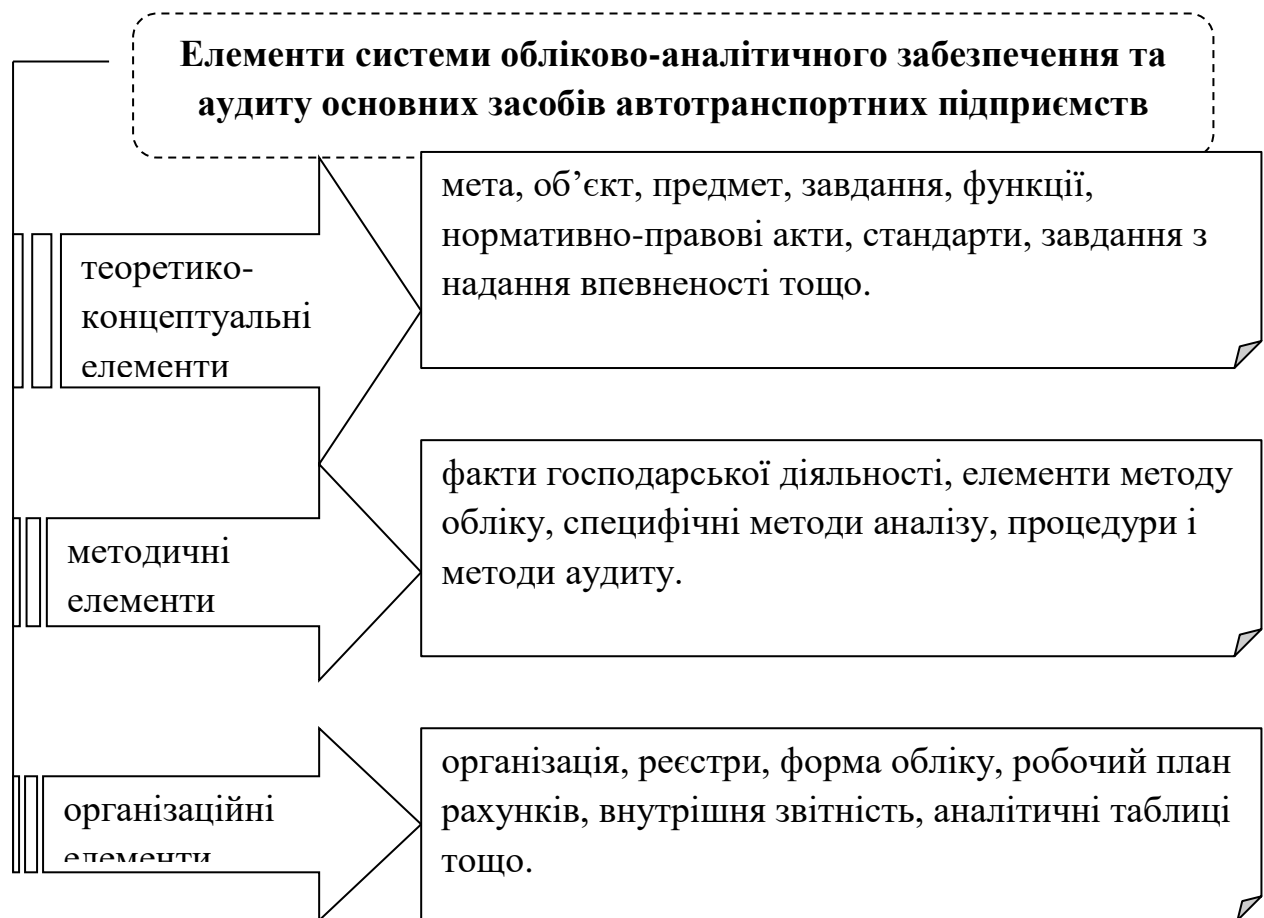 Елементи системи обліково-аналітичного забезпечення та
аудиту основних засобів автотранспортних підприємств
теоретико-
концептуальні
елементи
мета, об’єкт, предмет, завдання, функції,
нормативно-правові акти, стандарти, завдання з
надання впевненості тощо.
методичні
елементи
факти господарської діяльності, елементи методу
обліку, специфічні методи аналізу, процедури і
методи аудиту.
організаційні
елементи
організація, реєстри, форма обліку, робочий план
рахунків, внутрішня звітність, аналітичні таблиці
тощо.